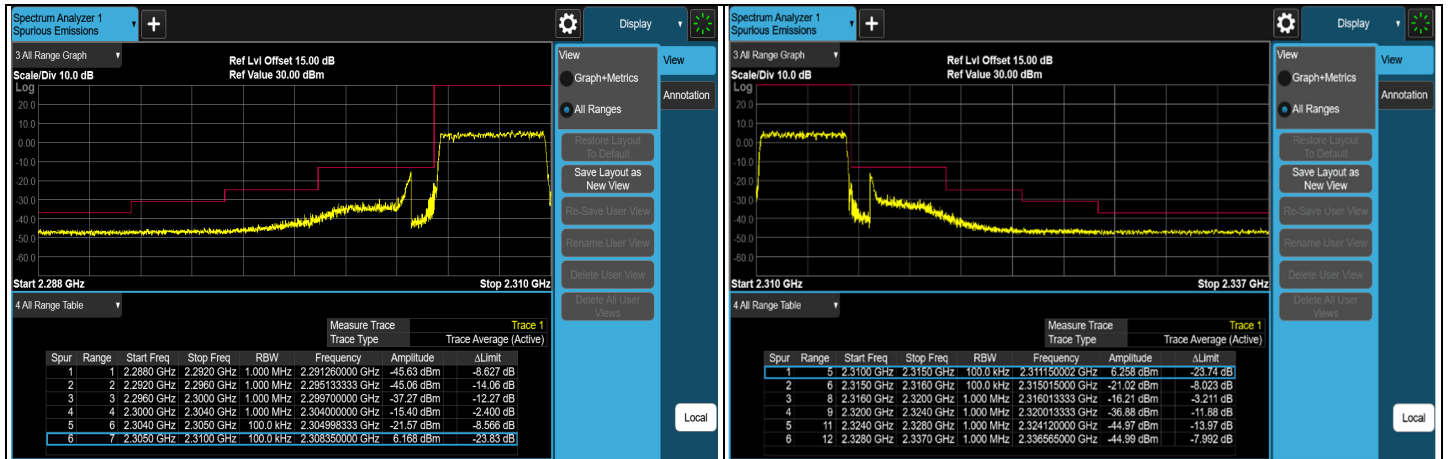 Spectrum Analyzer 1
Spurious Emissions
+
Display
3 All Range Graph
Ref Lvl Offset 15.00 dB
Scale/Div 10.0 dB
Ref Value 30.00 dBm
Log
20.0
10.0
0.00
-10.0
-20.0
-30.0
-40.0
-50.0
-60.0
Start 2.288 GHz
Stop 2.310 GHz
View
Graph+Metrics
All Ranges
Restore Layout
To Default
Save Layout as
New View
Re-Save User View
Rename User View
Delete User View
Delete All User
Views
View
Annotation
Local
4 All Range Table
Measure Trace Trace 1
Trace Type Trace Average (Active)
Spur Range Start Freq Stop Freq RBW Frequency Amplitude ΔLimit
1 1 2.2880 GHz 2.2920 GHz 1.000 MHz 2.291260000 GHz -45.63 dBm -8.627 dB
2 2 2.2920 GHz 2.2960 GHz 1.000 MHz 2.295133333 GHz -45.06 dBm -14.06 dB
3 3 2.2960 GHz 2.3000 GHz 1.000 MHz 2.299700000 GHz -37.27 dBm -12.27 dB
4 4 2.3000 GHz 2.3040 GHz 1.000 MHz 2.304000000 GHz -15.40 dBm -2.400 dB
5 6 2.3040 GHz 2.3050 GHz 100.0 kHz 2.304998333 GHz -21.57 dBm -8.566 dB
6 7 2.3050 GHz 2.3100 GHz 100.0 kHz 2.308350000 GHz 6.168 dBm -23.83 dB
Spectrum Analyzer 1
Spurious Emissions
+
Display
3 All Range Graph
Ref Lvl Offset 15.00 dB
Scale/Div 10.0 dB
Ref Value 30.00 dBm
Log
20.0
10.0
0.00
-10.0
-20.0
-30.0
-40.0
-50.0
-60.0
Start 2.310 GHz
Stop 2.337 GHz
View
Graph+Metrics
All Ranges
Restore Layout
To Default
Save Layout as
New View
Re-Save User View
Rename User View
Delete User View
Delete All User
Views
View
Annotation
Local
4 All Range Table
Measure Trace Trace 1
Trace Type Trace Average (Active)
Spur Range Start Freq Stop Freq RBW Frequency Amplitude ΔLimit
1 5 2.3100 GHz 2.3150 GHz 100.0 kHz 2.311150002 GHz 6.258 dBm -23.74 dB
2 6 2.3150 GHz 2.3160 GHz 100.0 kHz 2.315015000 GHz -21.02 dBm -8.023 dB
3 8 2.3160 GHz 2.3200 GHz 1.000 MHz 2.316013333 GHz -16.21 dBm -3.211 dB
4 9 2.3200 GHz 2.3240 GHz 1.000 MHz 2.320013333 GHz -36.88 dBm -11.88 dB
5 11 2.3240 GHz 2.3280 GHz 1.000 MHz 2.324120000 GHz -44.97 dBm -13.97 dB
6 12 2.3280 GHz 2.3370 GHz 1.000 MHz 2.336565000 GHz -44.99 dBm -7.992 dB